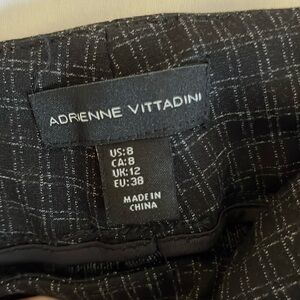 ADRIENNE VITTADINI
US:8
CA:8
UK:12
EU:38
MADE IN
CHINA